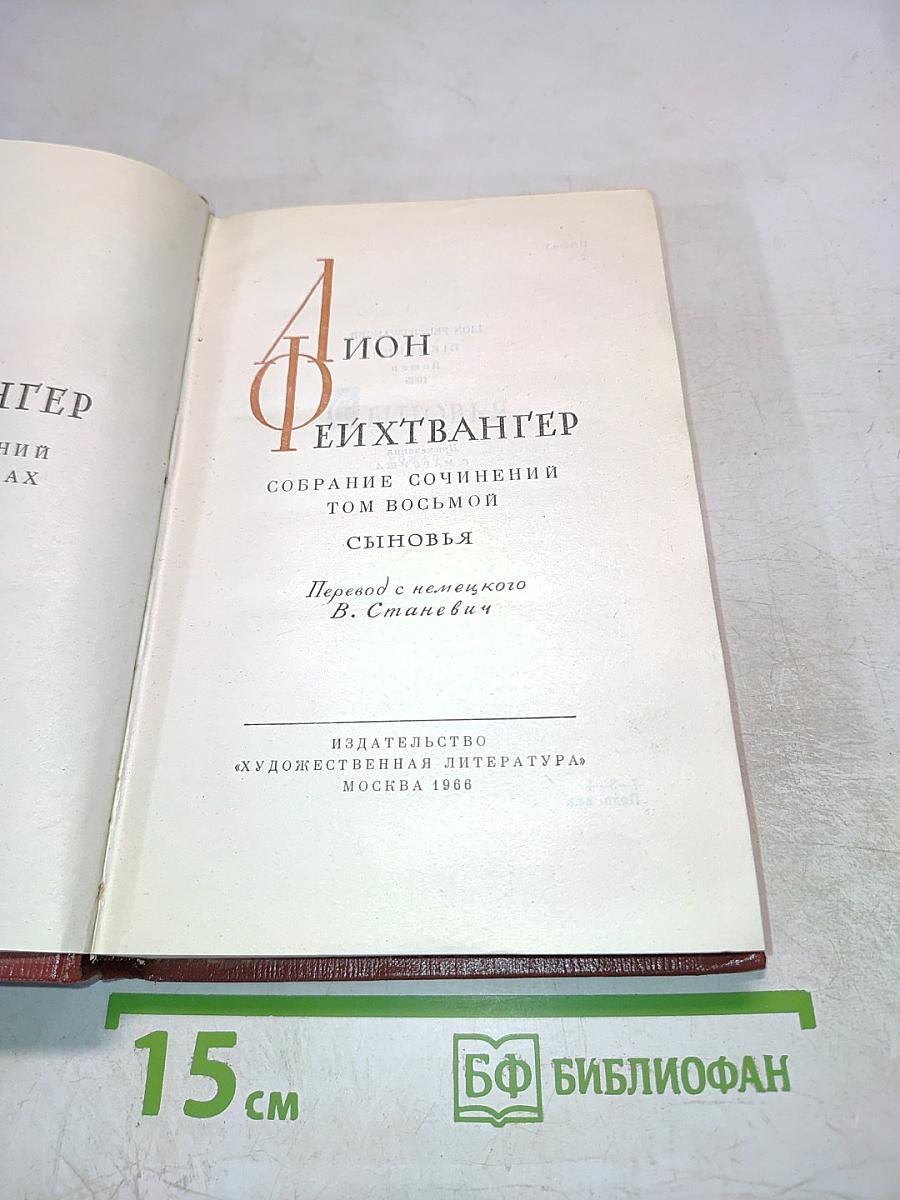 НГЕР
НИЙ
АХ
ЛИОН
ФЕЙХТВАНГЕР
СОБРАНИЕ СОЧИНЕНИЙ
ТОМ ВОСЬМОЙ
СЫНОВЬЯ
Перевод с немецкого
В. Станевич
ИЗДАТЕЛЬСТВО
«ХУДОЖЕСТВЕННАЯ ЛИТЕРАТУРА»
МОСКВА 1966
15 см
БФ БИБЛИОФАН